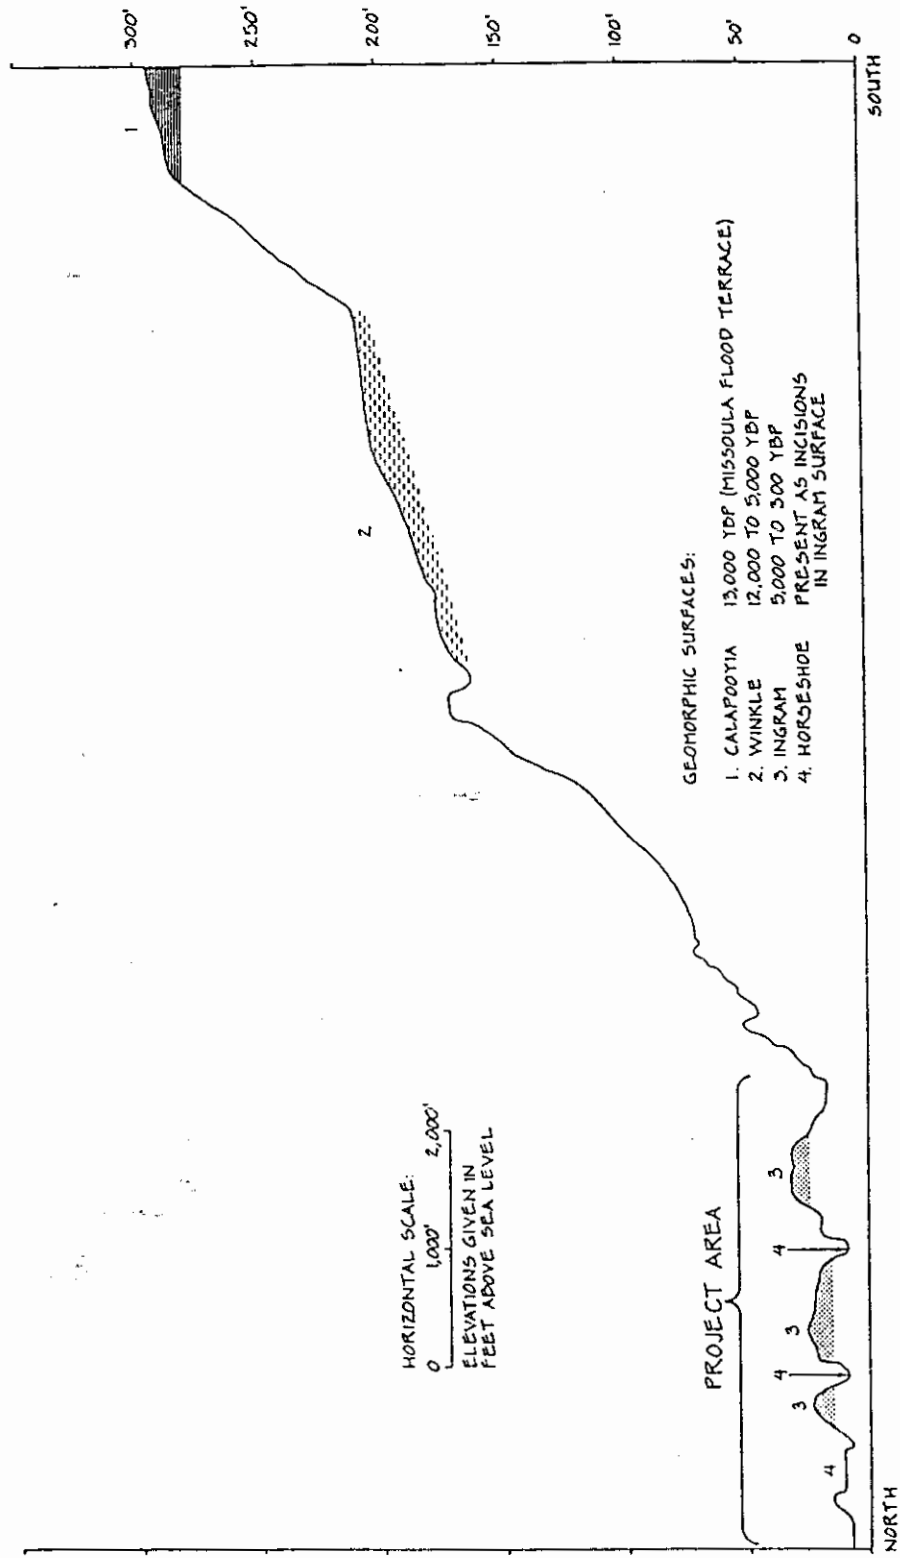 300'
250'
200'
150'
100'
50'
0
NORTH
SOUTH
1
2
3
4
3
4
3
4
PROJECT AREA
HORIZONTAL SCALE:
0 1,000' 2,000'
ELEVATIONS GIVEN IN
FEET ABOVE SEA LEVEL
GEOMORPHIC SURFACES:
1. CALAPOOYIA 13,000 YBP (MISSOULA FLOOD TERRACE)
2. WINKLE 12,000 TO 5,000 YBP
3. INGRAM 5,000 TO 300 YBP
4. HORSESHOE PRESENT AS INCISIONS
IN INGRAM SURFACE